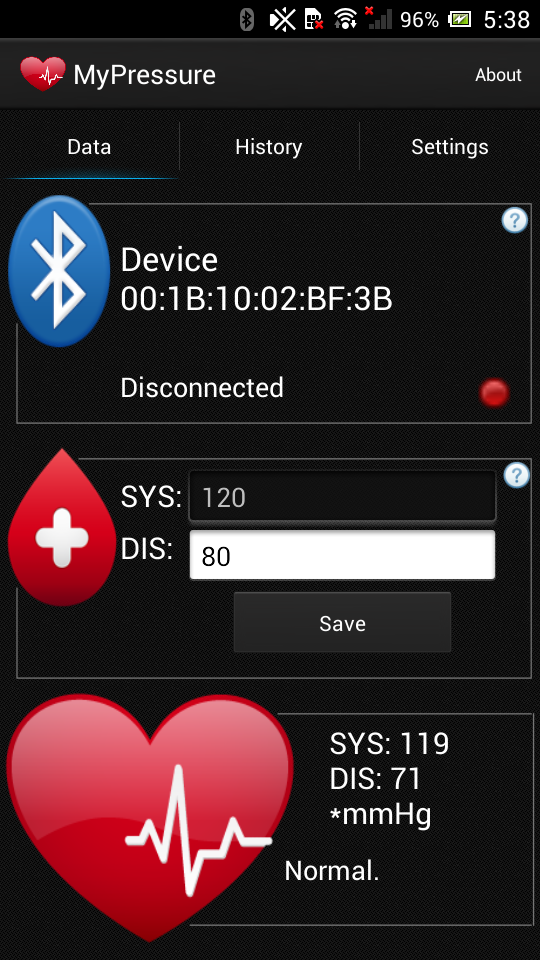 96% 5:38
MyPressure
About
Data
History
Settings
?
Device
00:1B:10:02:BF:3B
Disconnected
?
SYS: 120
DIS: 80
Save
SYS: 119
DIS: 71
*mmHg
Normal.